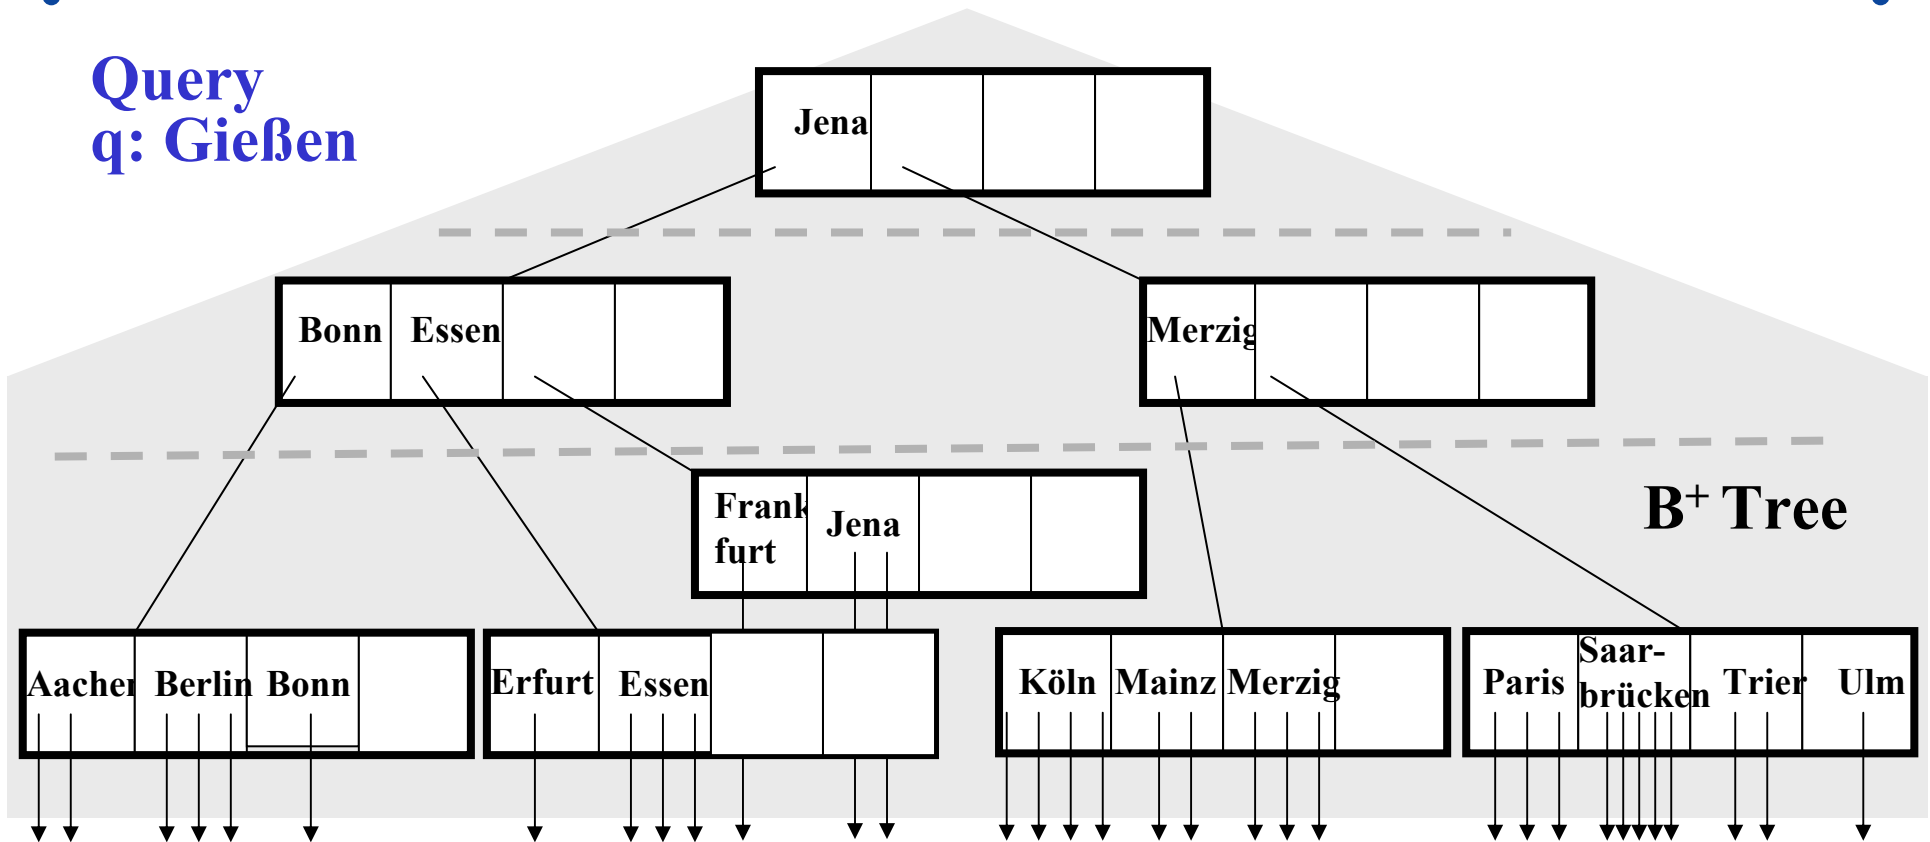 Query
q: Gießen
Jena
Bonn Essen
Merzig
Frank
furt
Jena
B+ Tree
Aachen Berlin Bonn
Erfurt Essen
Köln Mainz Merzig
Paris
Saar-
brücken
Trier Ulm